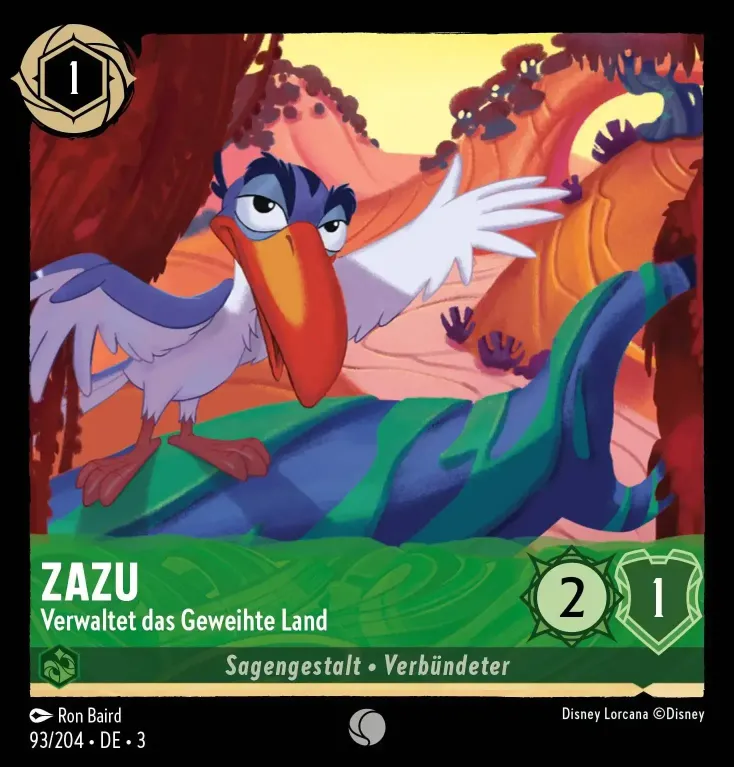 1
ZAZU
Verwaltet das Geweihte Land
2
1
Sagengestalt • Verbündeter
Ron Baird
Disney Lorcana ©Disney
93/204 • DE • 3